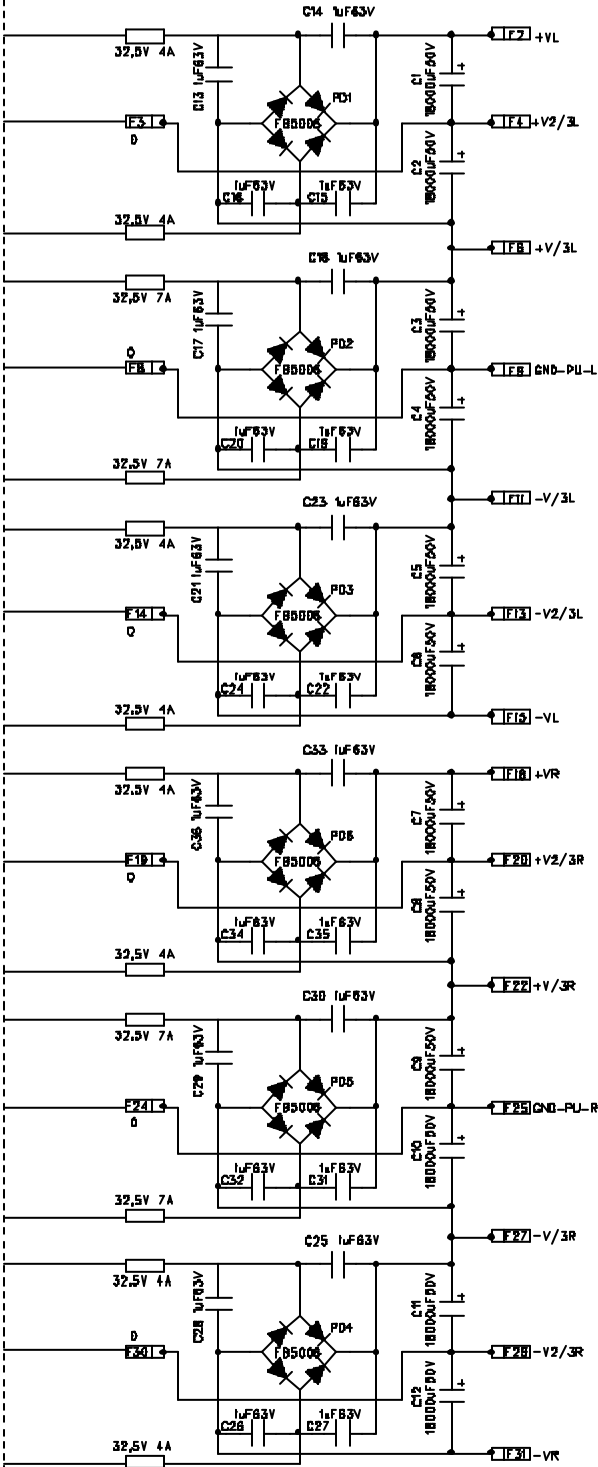 C14 1uF63V
F2 +VL
32,5V 4A
C13 1uF63V
C1
18000uF50V
PD1
F3
0
FB5006
F4 +V2/3L
C2
18000uF50V
1uF63V 1uF63V
C16 C15
32,5V 4A
+V/3L
C18 1uF63V
32,5V 7A
C17 1uF63V
C3
18000uF50V
PD2
0
FB5006
GND-PU-L
C4
18000uF50V
1uF63V 1uF63V
C20 C19
32,5V 7A
F11 -V/3L
C23 1uF63V
32,5V 4A
C21 1uF63V
C5
18000uF50V
PD3
F14
0
FB5006
F13 -V2/3L
C6
18000uF50V
1uF63V 1uF63V
C24 C22
32,5V 4A
F15 -VL
C33 1uF63V
F18 +VR
32,5V 4A
C36 1uF63V
C7
18000uF50V
PD6
F19
0
FB5006
F20 +V2/3R
C8
18000uF50V
1uF63V 1uF63V
C34 C35
32,5V 4A
F22 +V/3R
C30 1uF63V
32,5V 7A
C29 1uF63V
C9
18000uF50V
PD5
F24
0
FB5006
F25 GND-PU-R
C10
18000uF50V
1uF63V 1uF63V
C32 C31
32,5V 7A
F27 -V/3R
C25 1uF63V
32,5V 4A
C28 1uF63V
C11
18000uF50V
PD4
0
F30
FB5006
-V2/3R
C12
18000uF50V
1uF63V 1uF63V
C26 C27
32,5V 4A
F31 -VR